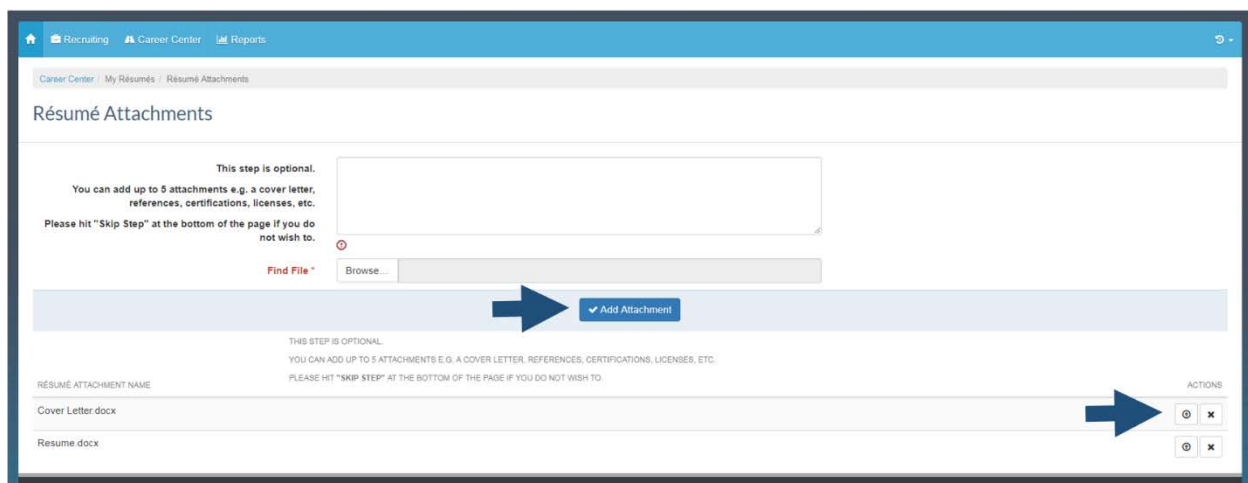 Recruiting Career Center Reports
Career Center / My Résumés / Résumé Attachments
Résumé Attachments
This step is optional.
You can add up to 5 attachments e.g. a cover letter,
references, certifications, licenses, etc.
Please hit "Skip Step" at the bottom of the page if you do
not wish to.
Find File *
Browse...
Add Attachment
THIS STEP IS OPTIONAL.
YOU CAN ADD UP TO 5 ATTACHMENTS E.G. A COVER LETTER, REFERENCES, CERTIFICATIONS, LICENSES, ETC.
PLEASE HIT "SKIP STEP" AT THE BOTTOM OF THE PAGE IF YOU DO NOT WISH TO.
RÉSUMÉ ATTACHMENT NAME ACTIONS
Cover Letter.docx
Resume.docx